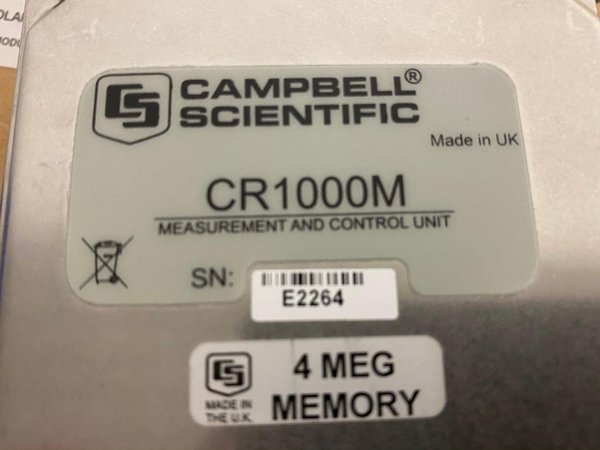 CAMPBELL®
SCIENTIFIC
Made in UK
CR1000M
MEASUREMENT AND CONTROL UNIT
SN:
E2264
4 MEG
MEMORY
MADE IN
THE U.K.